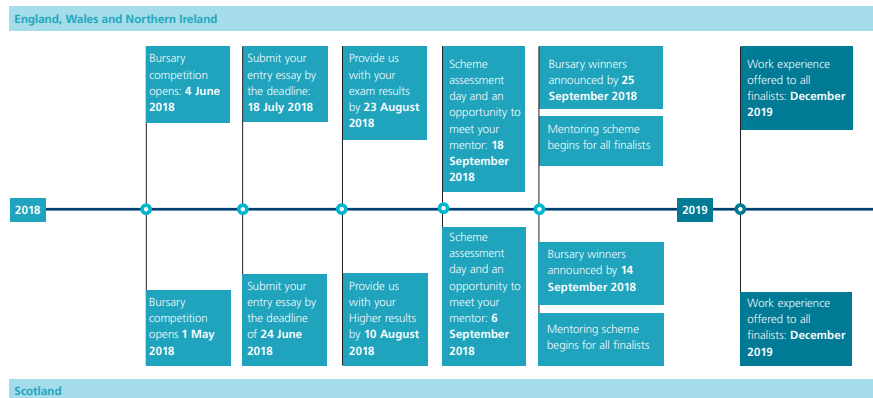 England, Wales and Northern Ireland
Bursary
competition
opens: 4 June
2018
Submit your
entry essay by
the deadline:
18 July 2018
Provide us
with your
exam results
by 23 August
2018
Scheme
assessment
day and an
opportunity to
meet your
mentor: 18
September
2018
Bursary winners
announced by 25
September 2018
Mentoring scheme
begins for all finalists
Work experience
offered to all
finalists: December
2019
2018
2019
Bursary
competition
opens 1 May
2018
Submit your
entry essay by
the deadline
of 24 June
2018
Provide us
with your
Higher results
by 10 August
2018
Scheme
assessment
day and an
opportunity to
meet your
mentor: 6
September
2018
Bursary winners
announced by 14
September 2018
Mentoring scheme
begins for all finalists
Work experience
offered to all
finalists: December
2019
Scotland